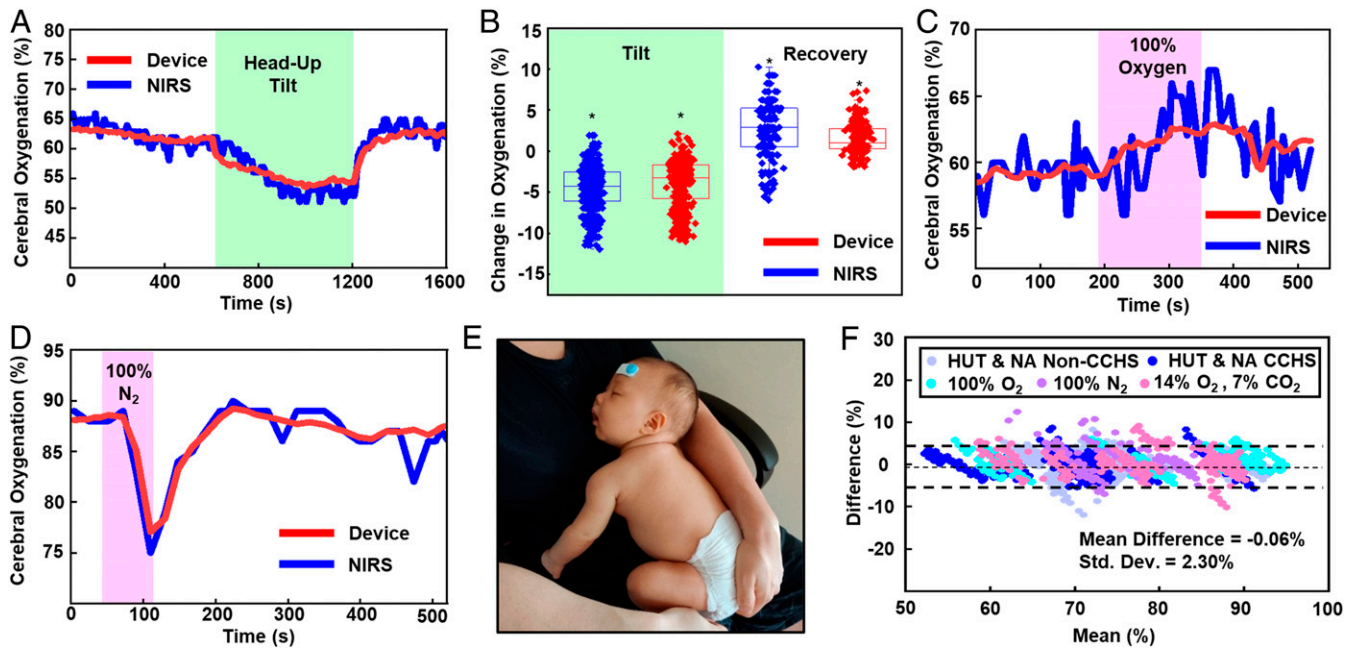 A
Cerebral Oxygenation (%)
80
75
70
65
60
55
50
45
Device
NIRS
Head-Up
Tilt
0
400
800
1200
1600
Time (s)
B
Change in Oxygenation (%)
15
10
5
0
-5
-10
-15
Tilt
Recovery
*
*
*
*
Device
NIRS
C
Cerebral Oxygenation (%)
70
65
60
55
100%
Oxygen
Device
NIRS
0
100
200
300
400
500
Time (s)
D
Cerebral Oxygenation (%)
95
90
85
80
75
100%
N2
Device
NIRS
0
100
200
300
400
500
Time (s)
E
F
Difference (%)
30
20
10
0
-10
-20
HUT & NA Non-CCHS
HUT & NA CCHS
100% O2
100% N2
14% O2 , 7% CO2
Mean Difference = -0.06%
Std. Dev. = 2.30%
50
60
70
80
90
100
Mean (%)